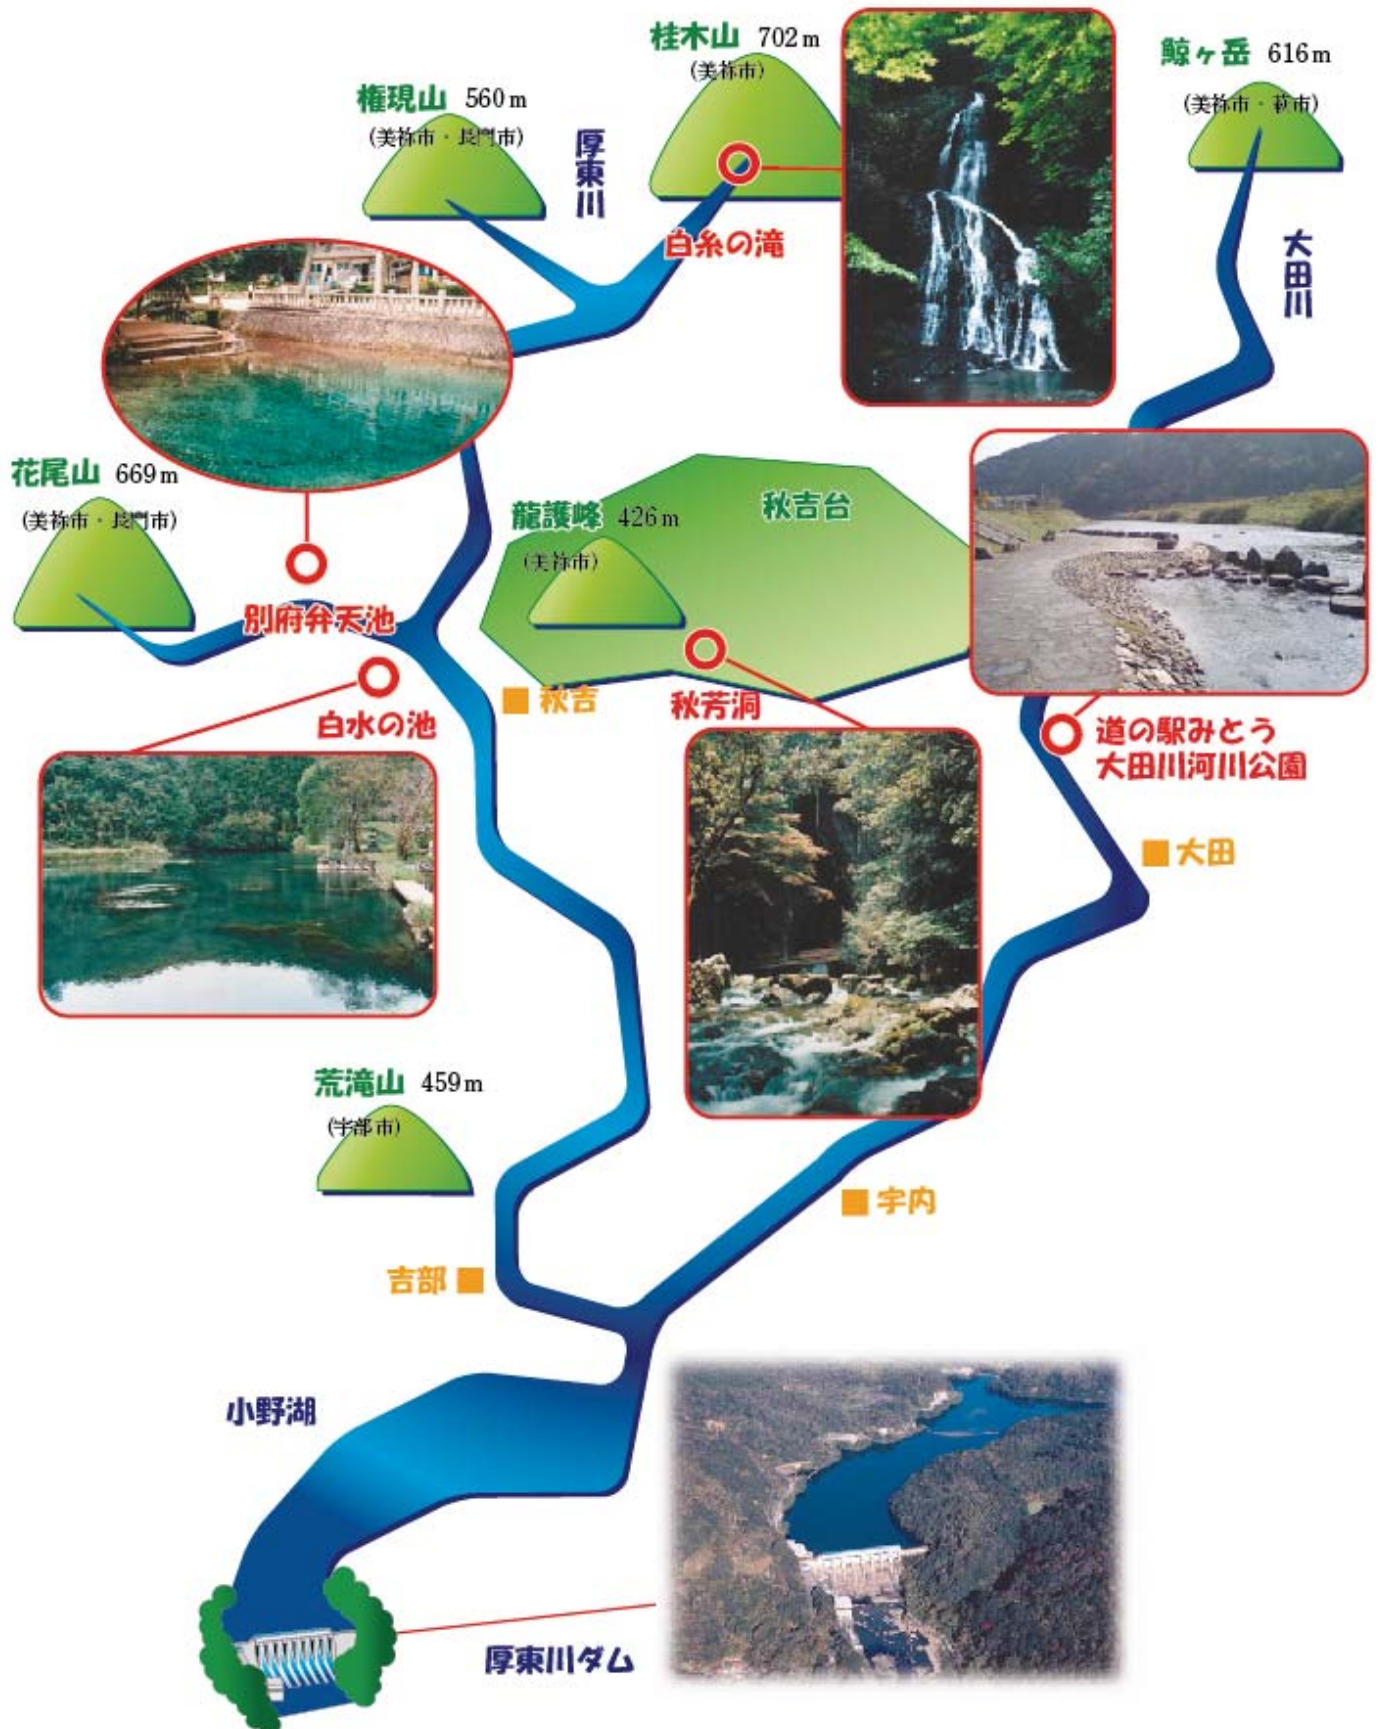 桂木山 702m
(美祢市)
鯨ヶ岳 616m
(美祢市・萩市)
権現山 560m
(美祢市・長門市)
厚東川
白糸の滝
大田川
花尾山 669m
(美祢市・長門市)
龍護峰 426m
(美祢市)
秋吉台
別府弁天池
白水の池
秋吉
秋芳洞
道の駅みとう
大田川河川公園
大田
荒滝山 459m
(宇部市)
宇内
吉部
小野湖
厚東川ダム